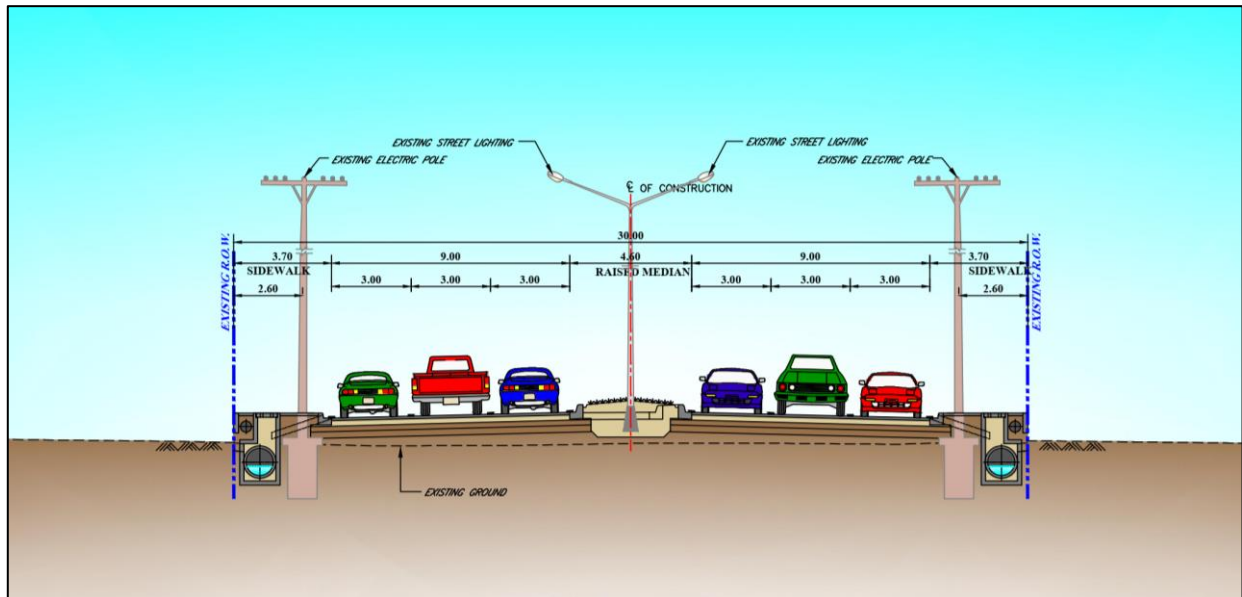 EXISTING STREET LIGHTING
EXISTING STREET LIGHTING
EXISTING ELECTRIC POLE
EXISTING ELECTRIC POLE
℄ OF CONSTRUCTION
30.00
3.70
9.00
4.60
9.00
3.70
SIDEWALK
RAISED MEDIAN
SIDEWALK
3.00
3.00
3.00
3.00
3.00
3.00
2.60
2.60
EXISTING R.O.W.
EXISTING R.O.W.
EXISTING GROUND